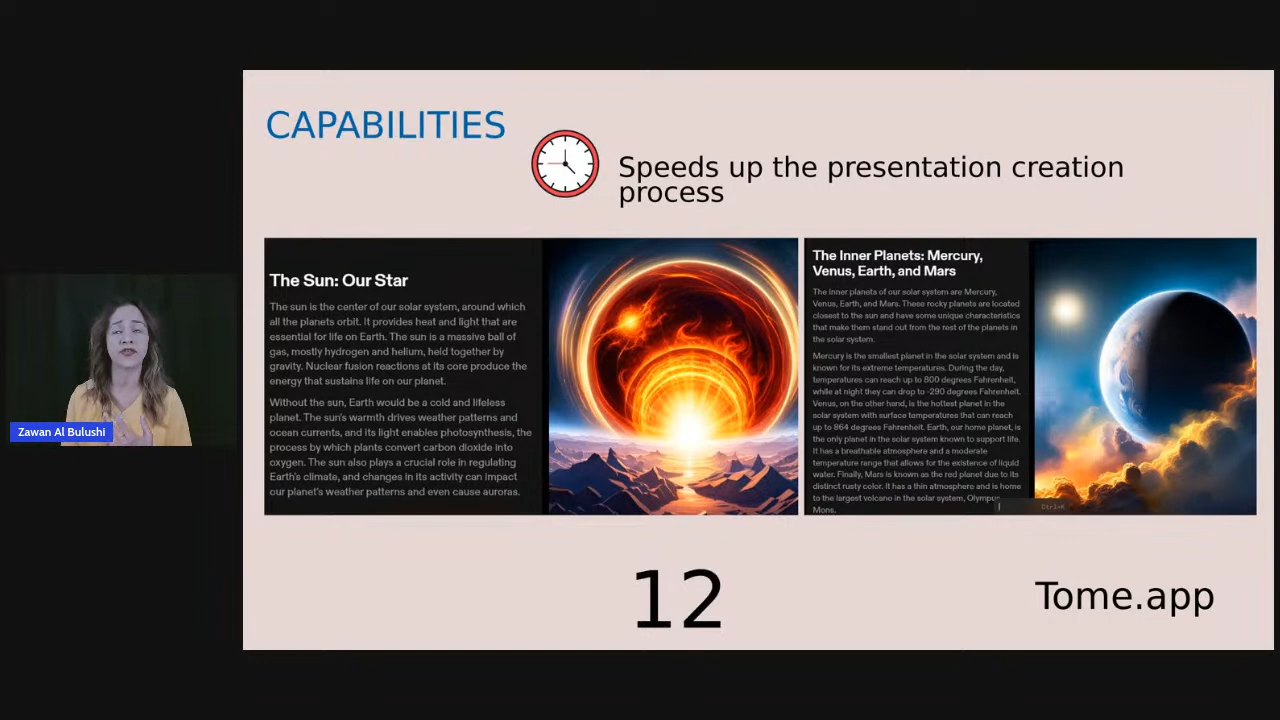 CAPABILITIES
Speeds up the presentation creation
process
The Sun: Our Star
The sun is the center of our solar system, around which
all the planets orbit. It provides heat and light that are
essential for life on Earth. The sun is a massive ball of
gas, mostly hydrogen and helium, held together by
gravity. Nuclear fusion reactions at its core produce the
energy that sustains life on our planet.
Without the sun, Earth would be a cold and lifeless
planet. The sun's warmth drives weather patterns and
ocean currents, and its light enables photosynthesis, the
process by which plants convert carbon dioxide into
oxygen. The sun also plays a crucial role in regulating
Earth's climate, and changes in its activity can impact
our planet's weather patterns and even cause auroras.
The Inner Planets: Mercury,
Venus, Earth, and Mars
The inner planets of our solar system are Mercury,
Venus, Earth, and Mars. These rocky planets are located
closest to the sun and have some unique characteristics
that make them stand out from the rest of the planets in
the solar system.
Mercury is the smallest planet in the solar system and is
known for its extreme temperatures. During the day,
temperatures can reach up to 800 degrees Fahrenheit,
while at night they can drop to -290 degrees Fahrenheit.
Venus, on the other hand, is the hottest planet in the
solar system with surface temperatures that can reach
up to 864 degrees Fahrenheit. Earth, our home planet, is
the only planet in the solar system known to support life.
It has a breathable atmosphere and a moderate
temperature range that allows for the existence of liquid
water. Finally, Mars is known as the red planet due to its
distinct rusty color. It has a thin atmosphere and is home
to the largest volcano in the solar system, Olympus
Mons.
Ctrl+K
Zawan Al Bulushi
12
Tome.app